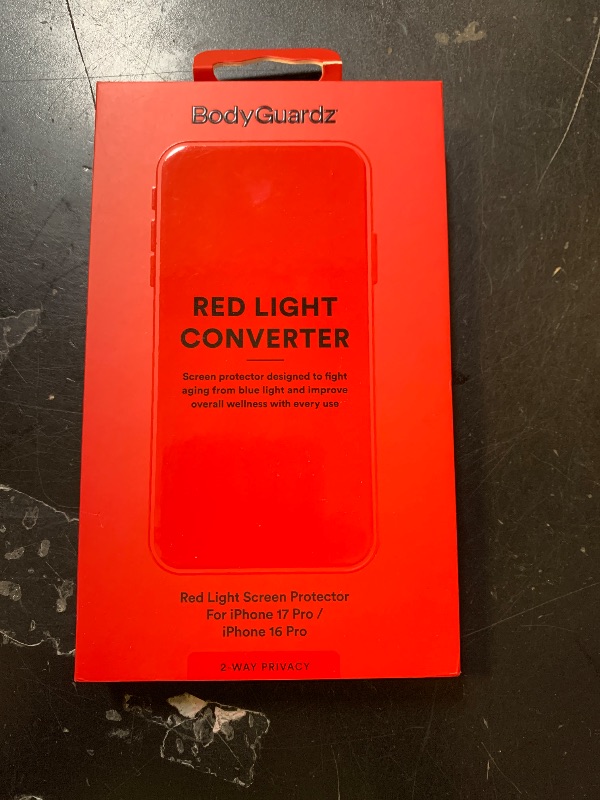 BodyGuardz
RED LIGHT
CONVERTER
Screen protector designed to fight
aging from blue light and improve
overall wellness with every use
Red Light Screen Protector
For iPhone 17 Pro /
iPhone 16 Pro
2-WAY PRIVACY